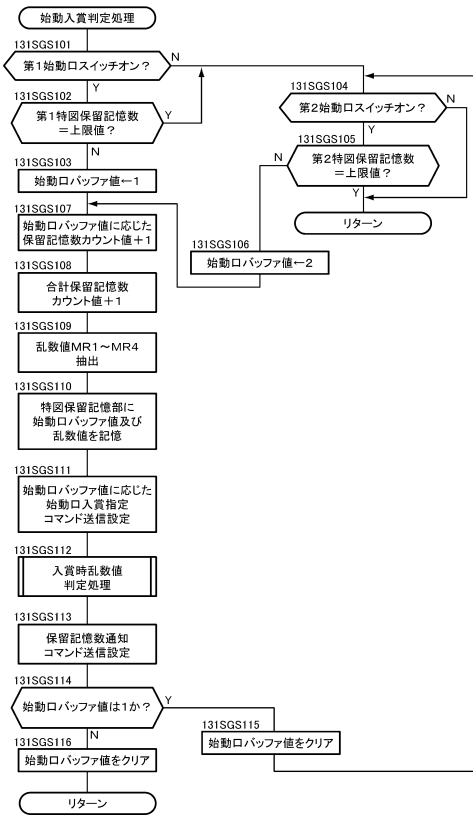 始動入賞判定処理
131SGS101
第1始動口スイッチオン?
N
Y
131SGS102
第1特図保留記憶数
=上限値?
Y
N
131SGS103
始動口バッファ値←1
131SGS104
第2始動口スイッチオン?
N
Y
131SGS105
第2特図保留記憶数
=上限値?
N
Y
リターン
131SGS106
始動口バッファ値←2
131SGS107
始動口バッファ値に応じた
保留記憶数カウント値+1
131SGS108
合計保留記憶数
カウント値+1
131SGS109
乱数値MR1~MR4
抽出
131SGS110
特図保留記憶部に
始動口バッファ値及び
乱数値を記憶
131SGS111
始動口バッファ値に応じた
始動口入賞指定
コマンド送信設定
131SGS112
入賞時乱数値
判定処理
131SGS113
保留記憶数通知
コマンド送信設定
131SGS114
始動口バッファ値は1か?
Y
N
131SGS115
始動口バッファ値をクリア
131SGS116
始動口バッファ値をクリア
リターン